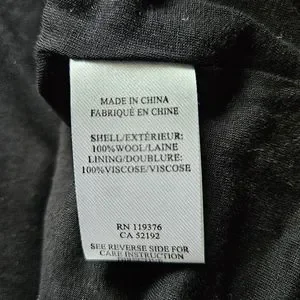 MADE IN CHINA
FABRIQUÉ EN CHINE
SHELL/EXTÉRIEUR:
100%WOOL/LAINE
LINING/DOUBLURE:
100%VISCOSE/VISCOSE
RN 119376
CA 52192
SEE REVERSE SIDE FOR
CARE INSTRUCTION